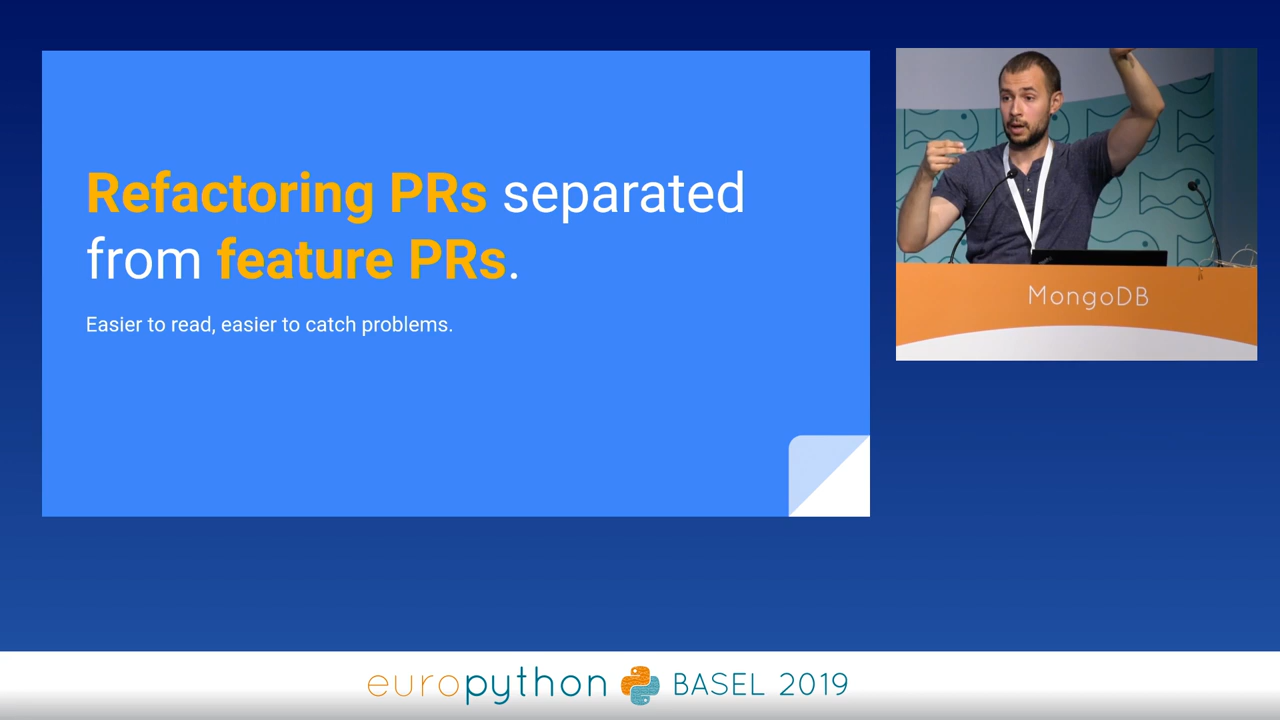 Refactoring PRs separated
from feature PRs.
Easier to read, easier to catch problems.
MongoDB
europython BASEL 2019